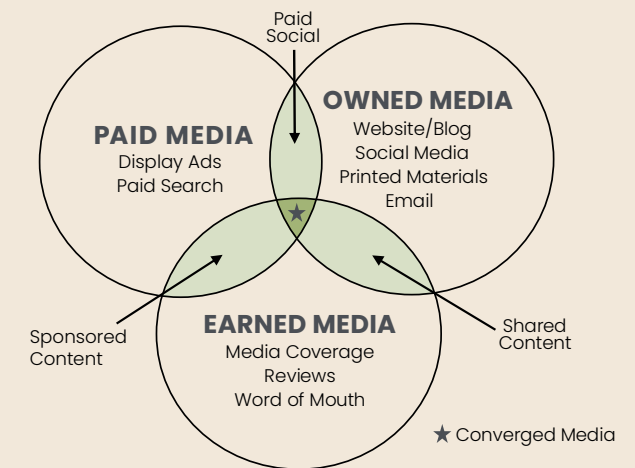 Paid
Social
OWNED MEDIA
Website/Blog
Social Media
Printed Materials
Email
PAID MEDIA
Display Ads
Paid Search
Sponsored
Content
EARNED MEDIA
Media Coverage
Reviews
Word of Mouth
Shared
Content
Converged Media